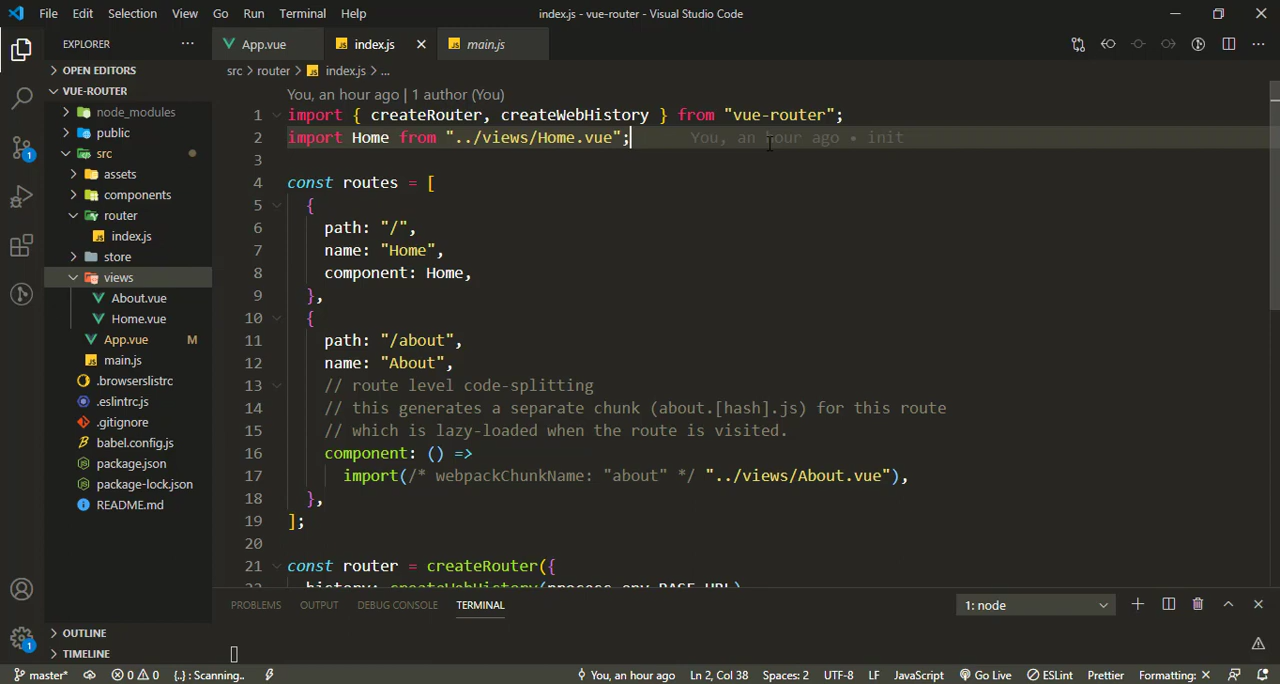 File Edit Selection View Go Run Terminal Help index.js - vue-router - Visual Studio Code
EXPLORER ... App.vue JS index.js × JS main.js
OPEN EDITORS src > router > JS index.js > ...
VUE-ROUTER
node_modules
public
src
assets
components
router
JS index.js
store
views
About.vue
Home.vue
App.vue M
JS main.js
.browserslistrc
.eslintrc.js
.gitignore
babel.config.js
package.json
package-lock.json
README.md
OUTLINE
TIMELINE
1
1
You, an hour ago | 1 author (You)
1 import { createRouter, createWebHistory } from "vue-router";
2 import Home from "../views/Home.vue"; You, an hour ago • init
3
4 const routes = [
5 {
6 path: "/",
7 name: "Home",
8 component: Home,
9 },
10 {
11 path: "/about",
12 name: "About",
13 // route level code-splitting
14 // this generates a separate chunk (about.[hash].js) for this route
15 // which is lazy-loaded when the route is visited.
16 component: () =>
17 import(/* webpackChunkName: "about" */ "../views/About.vue"),
18 },
19 ];
20
21 const router = createRouter({
22 history: createWebHistory(process.env.BASE_URL),
PROBLEMS OUTPUT DEBUG CONSOLE TERMINAL 1: node
master* 0 0 {..} : Scanning.. You, an hour ago Ln 2, Col 38 Spaces: 2 UTF-8 LF JavaScript Go Live ESLint Prettier Formatting: ×